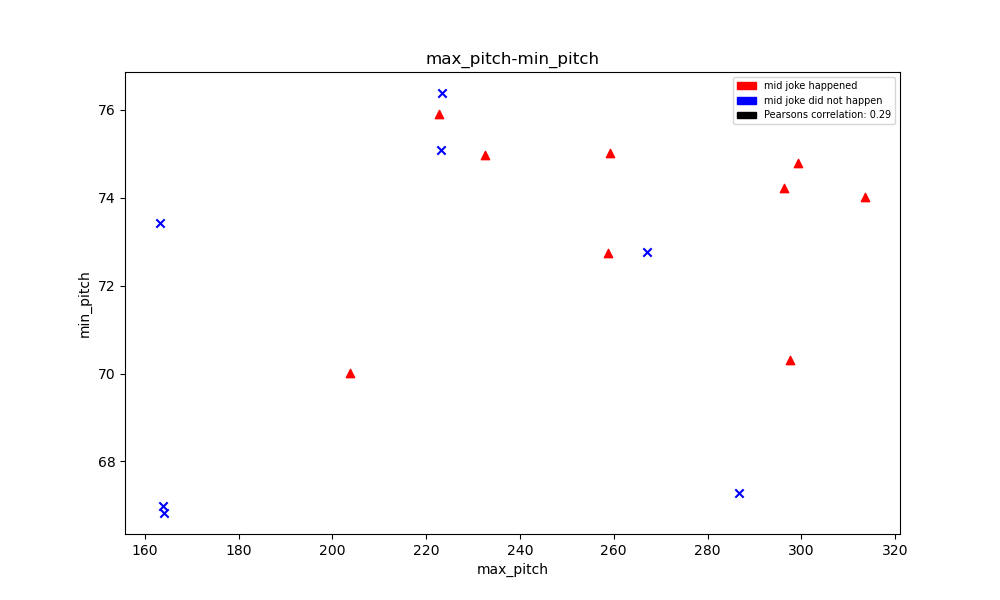 max_pitch-min_pitch
mid joke happened
mid joke did not happen
Pearsons correlation: 0.29
76
74
72
70
68
min_pitch
160
180
200
220
240
260
280
300
320
max_pitch